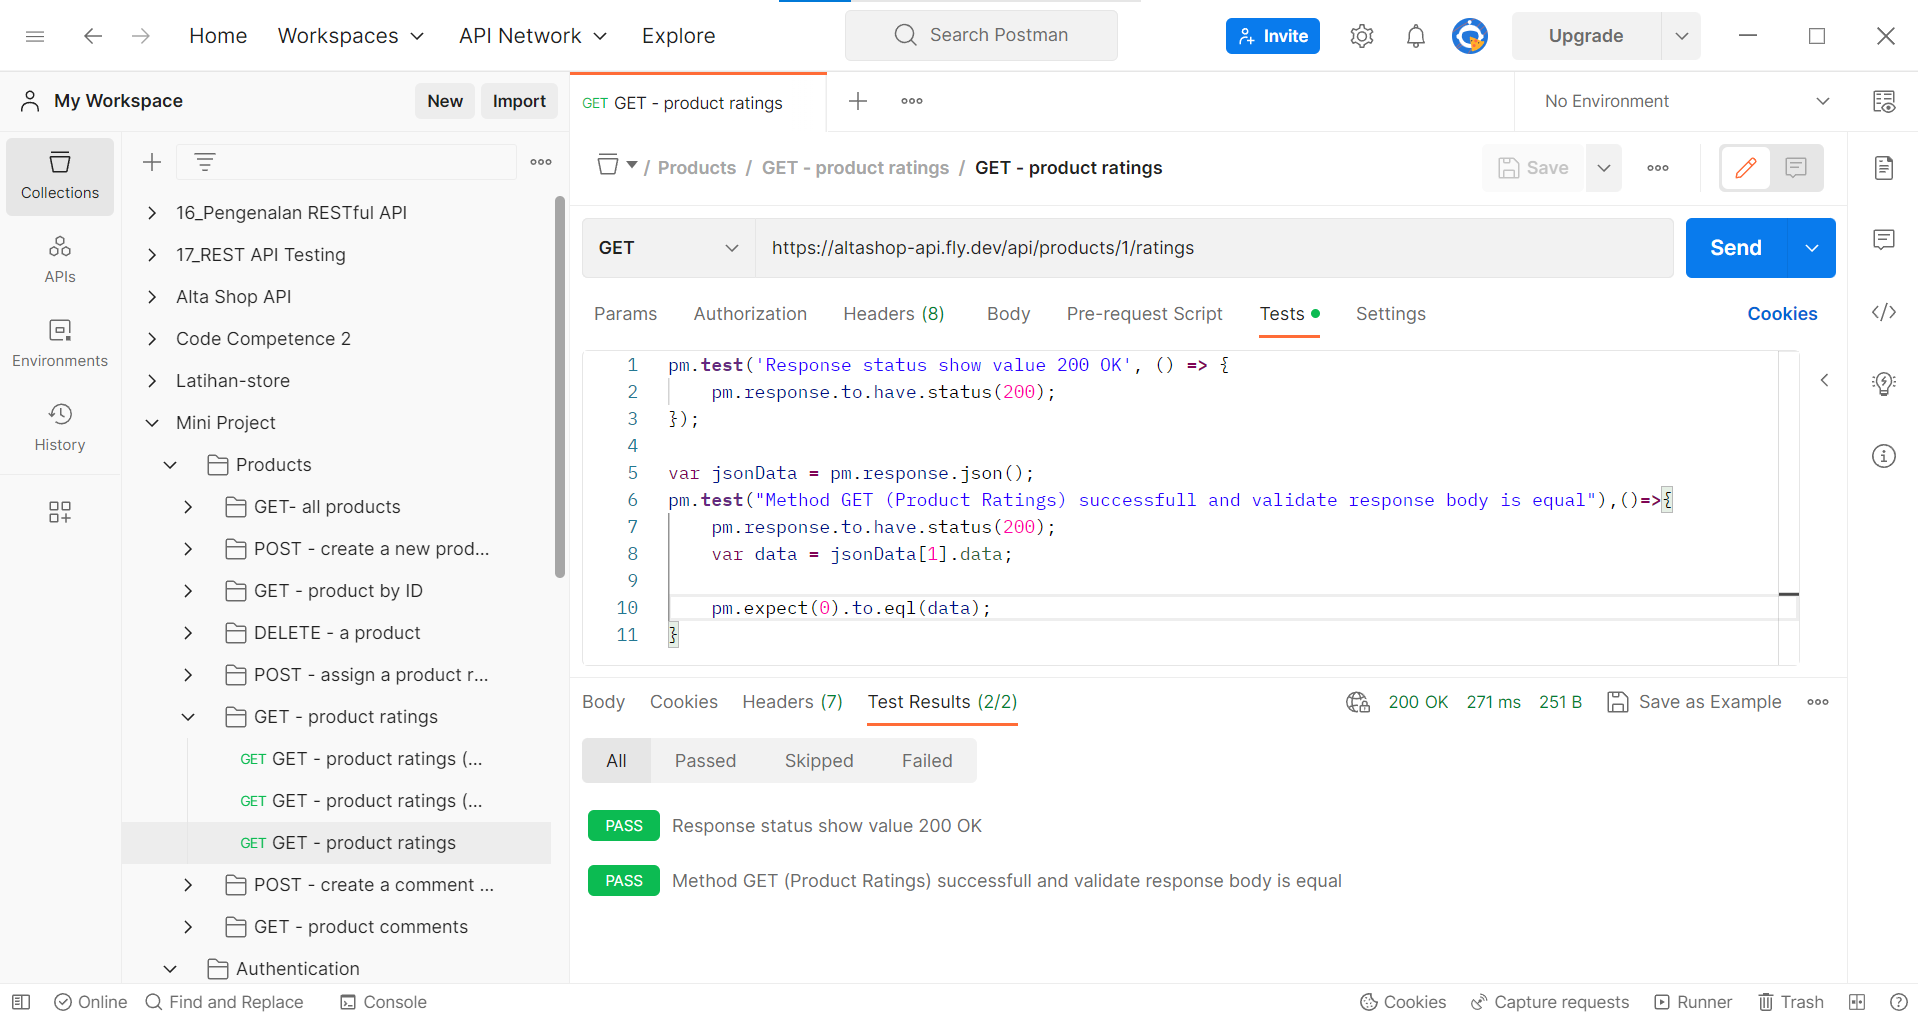 Home
Workspaces
API Network
Explore
Search Postman
Invite
Upgrade
My Workspace
New
Import
GET GET - product ratings
No Environment
Collections
APIs
Environments
History
16_Pengenalan RESTful API
17_REST API Testing
Alta Shop API
Code Competence 2
Latihan-store
Mini Project
Products
GET- all products
POST - create a new prod...
GET - product by ID
DELETE - a product
POST - assign a product r...
GET - product ratings
GET GET - product ratings (...
GET GET - product ratings (...
GET GET - product ratings
POST - create a comment ...
GET - product comments
Authentication
/ Products / GET - product ratings / GET - product ratings
Save
GET
https://altashop-api.fly.dev/api/products/1/ratings
Send
Params Authorization Headers (8) Body Pre-request Script Tests Settings Cookies
1 pm.test('Response status show value 200 OK', () => {
2 pm.response.to.have.status(200);
3 });
4
5 var jsonData = pm.response.json();
6 pm.test("Method GET (Product Ratings) successfull and validate response body is equal"),()=>{
7 pm.response.to.have.status(200);
8 var data = jsonData[1].data;
9
10 pm.expect(0).to.eql(data);
11 }
Body Cookies Headers (7) Test Results (2/2)
200 OK 271 ms 251 B Save as Example
All Passed Skipped Failed
PASS Response status show value 200 OK
PASS Method GET (Product Ratings) successfull and validate response body is equal
Online Find and Replace Console
Cookies Capture requests Runner Trash